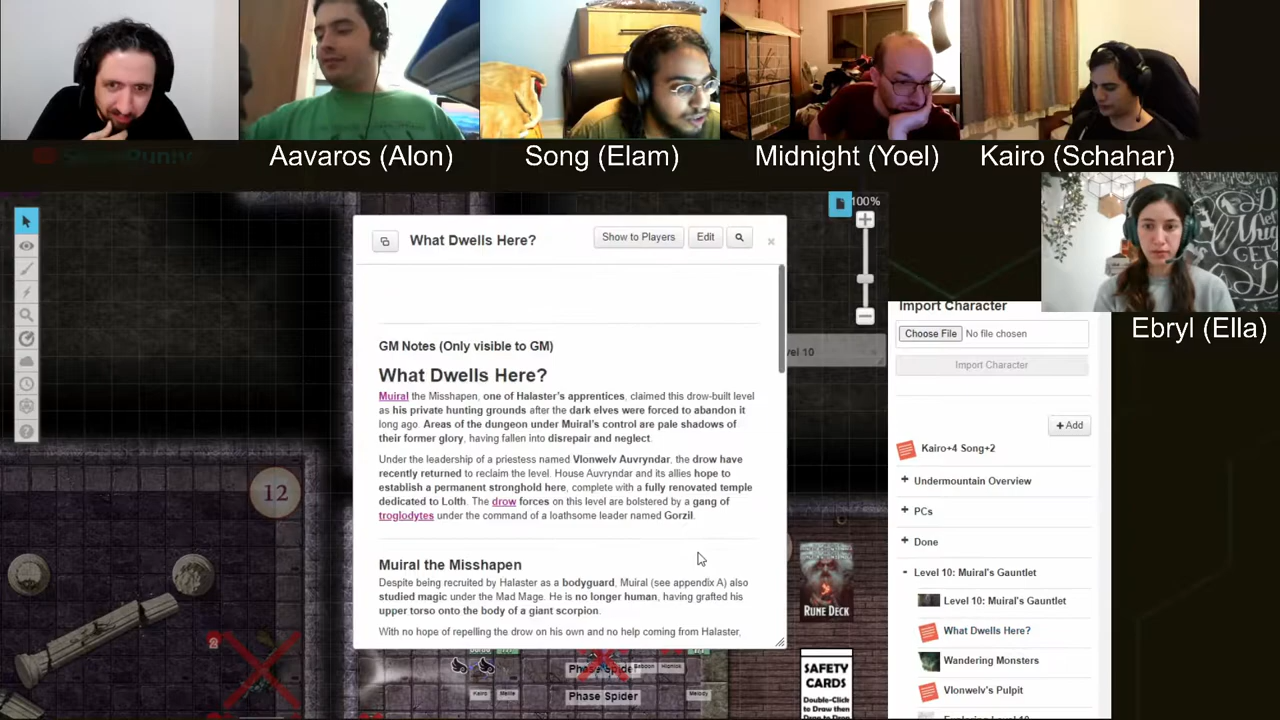 Aavaros (Alon)
Song (Elam)
Midnight (Yoel)
Kairo (Schahar)
Ebryl (Ella)
100%
What Dwells Here?
Show to Players
Edit
GM Notes (Only visible to GM)
What Dwells Here?
Muiral the Misshapen, one of Halaster's apprentices, claimed this drow-built level
as his private hunting grounds after the dark elves were forced to abandon it
long ago. Areas of the dungeon under Muiral's control are pale shadows of
their former glory, having fallen into disrepair and neglect.
Under the leadership of a priestess named Vlonwelv Auvryndar, the drow have
recently returned to reclaim the level. House Auvryndar and its allies hope to
establish a permanent stronghold here, complete with a fully renovated temple
dedicated to Lolth. The drow forces on this level are bolstered by a gang of
troglodytes under the command of a loathsome leader named Gorzil.
Muiral the Misshapen
Despite being recruited by Halaster as a bodyguard, Muiral (see appendix A) also
studied magic under the Mad Mage. He is no longer human, having grafted his
upper torso onto the body of a giant scorpion.
With no hope of repelling the drow on his own and no help coming from Halaster,
Import Character
Choose File No file chosen
Import Character
+ Add
Kairo+4 Song+2
+ Undermountain Overview
+ PCs
+ Done
- Level 10: Muiral's Gauntlet
Level 10: Muiral's Gauntlet
What Dwells Here?
Wandering Monsters
Vlonwelv's Pulpit
12
2
vel 10
RUNE DECK
SAFETY
CARDS
Double-Click
to Draw then
Phase Spider
Baboon
Phase Spider
Kairo
Melody